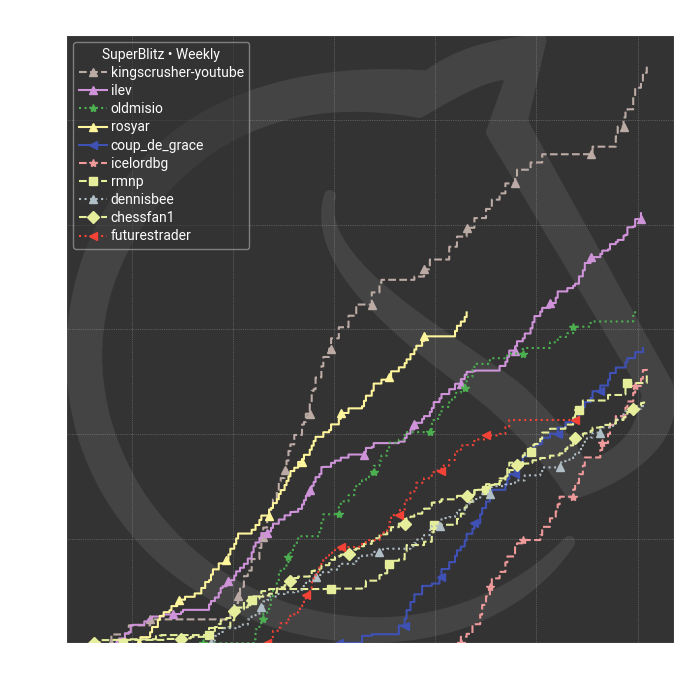 SuperBlitz • Weekly
kingscrusher-youtube
ilev
oldmisio
rosyar
coup_de_grace
icelordbg
rmnp
dennisbee
chessfan1
futurestrader